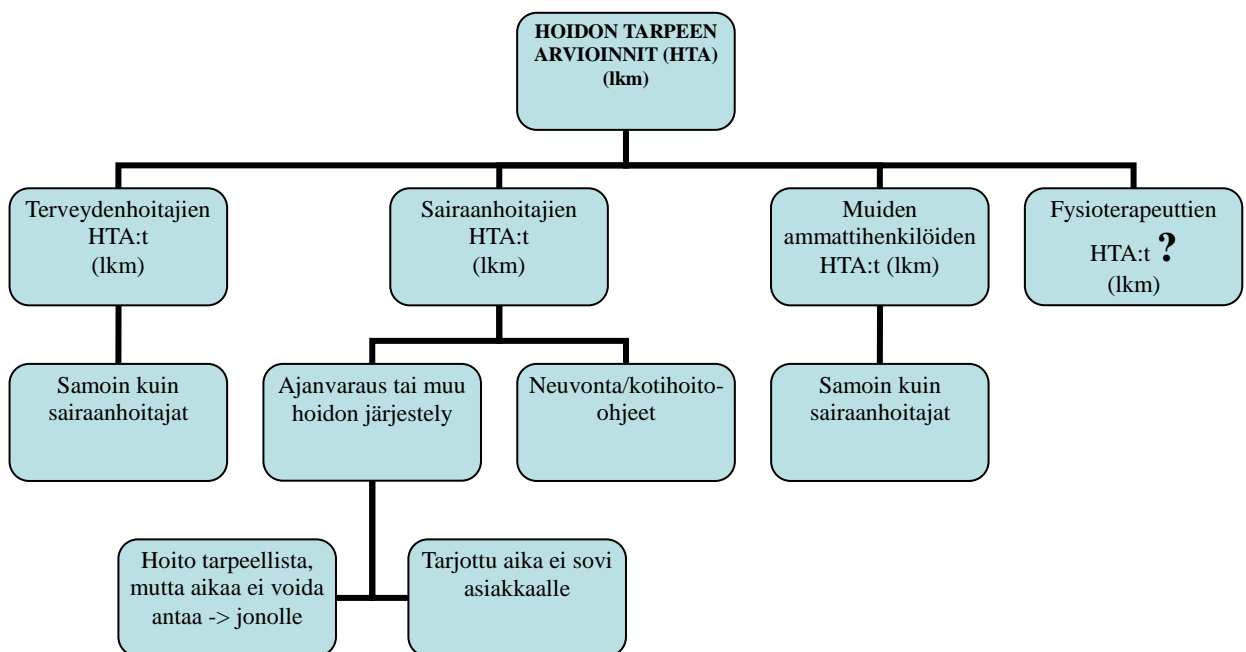 HOIDON TARPEEN
ARVIOINNIT (HTA)
(lkm)
Terveydenhoitajien
HTA:t
(lkm)
Sairaanhoitajien
HTA:t
(lkm)
Muiden
ammattihenkilöiden
HTA:t (lkm)
Fysioterapeuttien
HTA:t ?
(lkm)
Samoin kuin
sairaanhoitajat
Ajanvaraus tai muu
hoidon järjestely
Neuvonta/kotihoito-
ohjeet
Samoin kuin
sairaanhoitajat
Hoito tarpeellista,
mutta aikaa ei voida
antaa -> jonolle
Tarjottu aika ei sovi
asiakkaalle